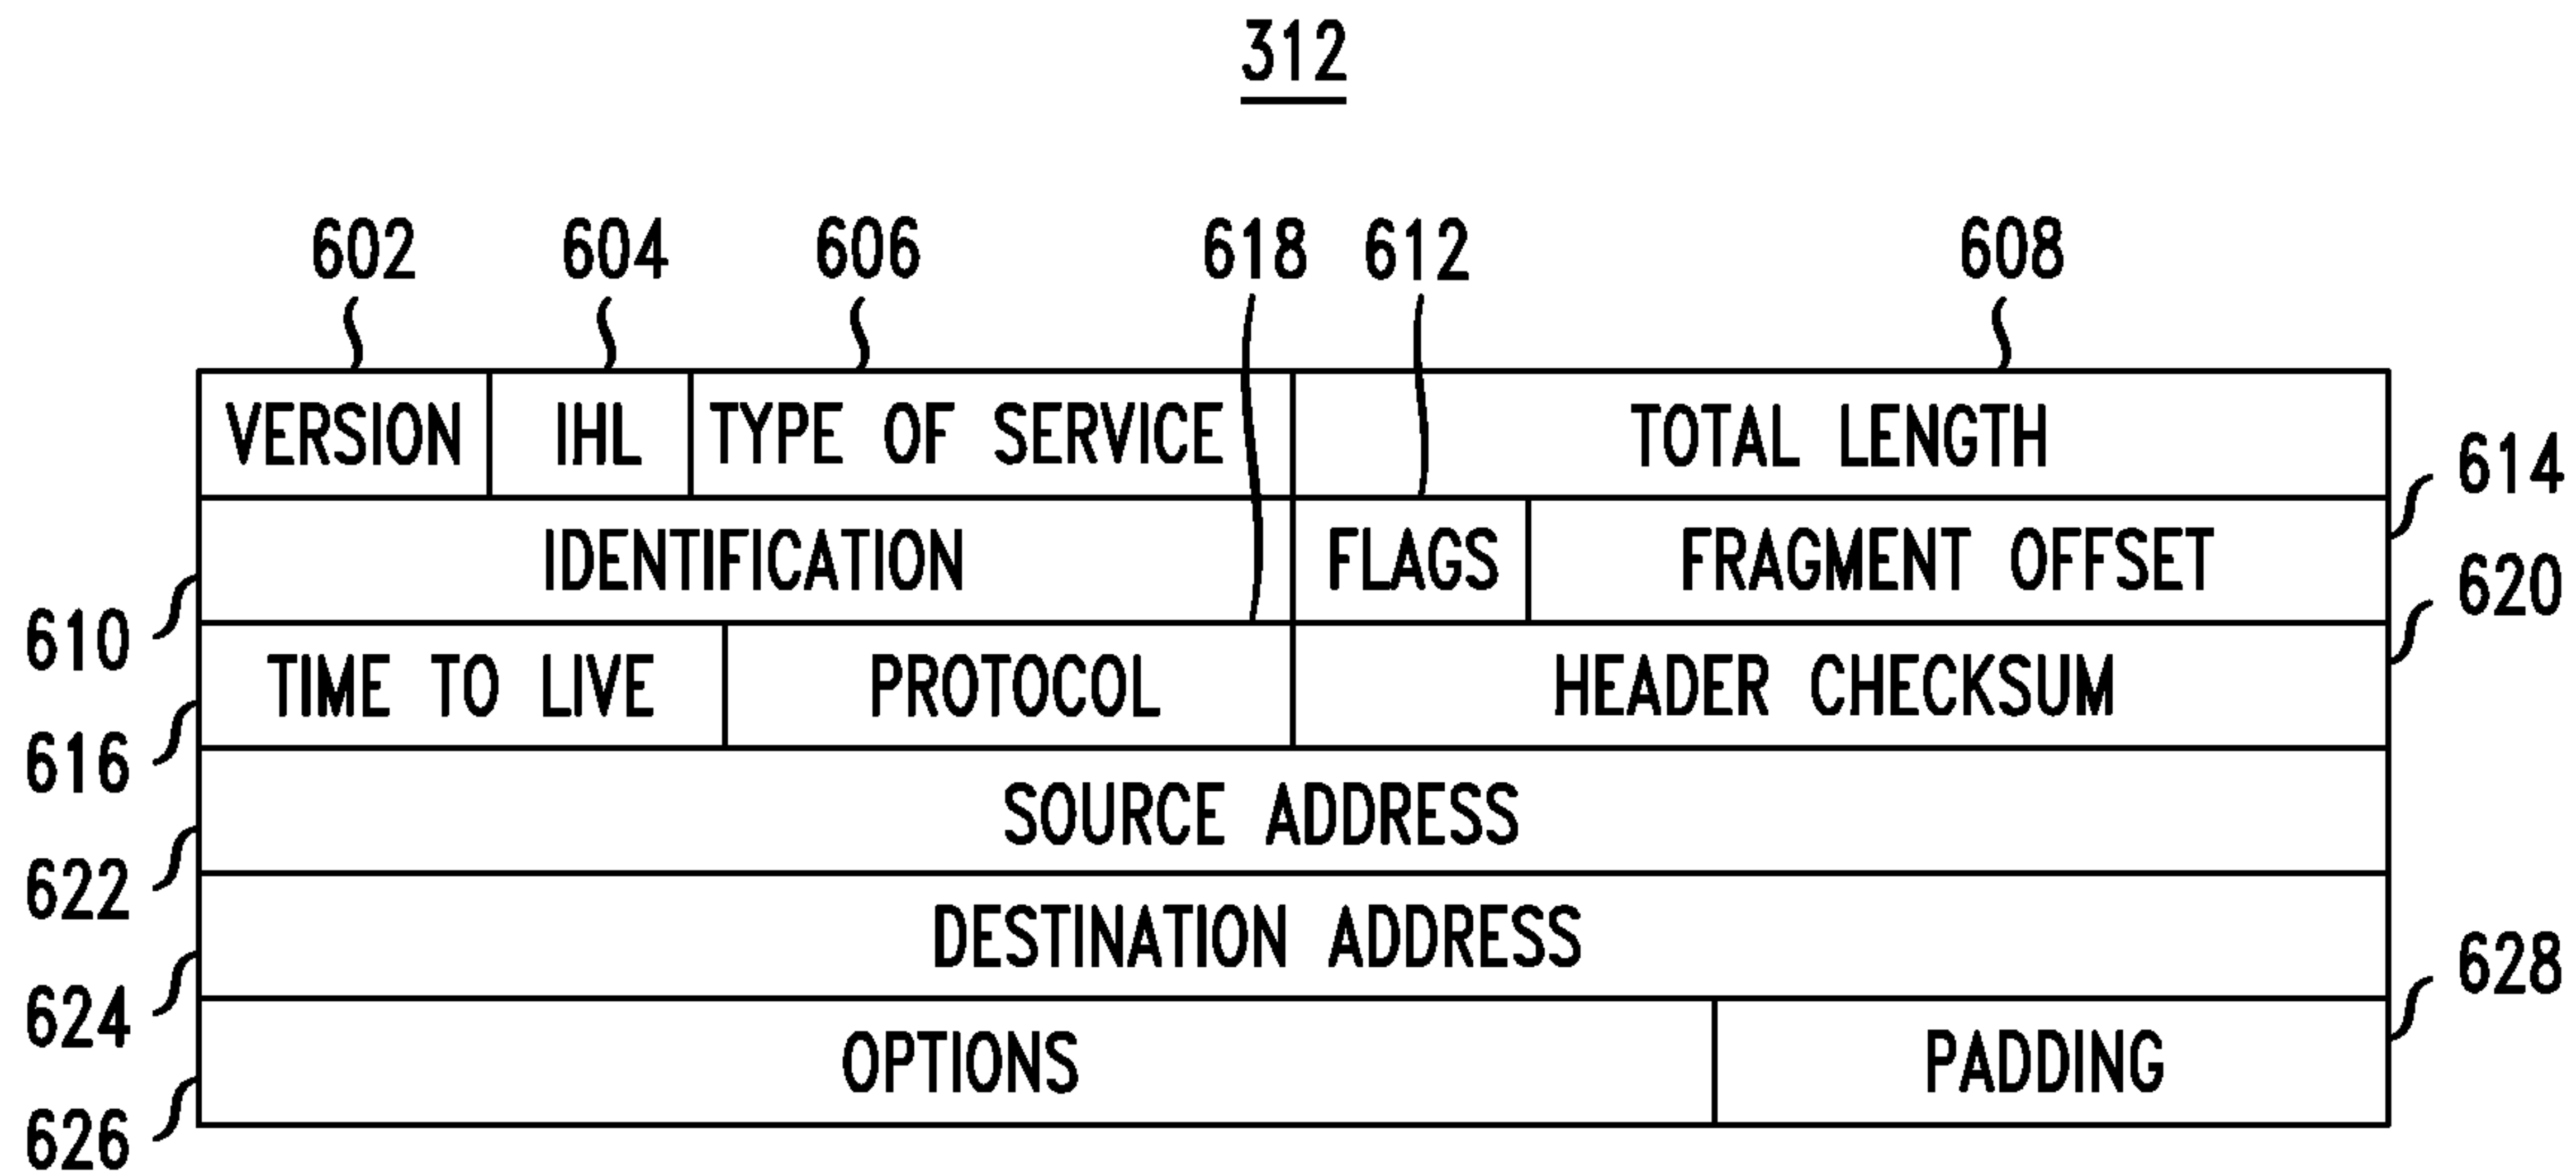 312
602 604 606 618 612 608
VERSION IHL TYPE OF SERVICE TOTAL LENGTH
614
IDENTIFICATION FLAGS FRAGMENT OFFSET
620
610
TIME TO LIVE PROTOCOL HEADER CHECKSUM
616
SOURCE ADDRESS
622
DESTINATION ADDRESS
628
624
OPTIONS PADDING
626